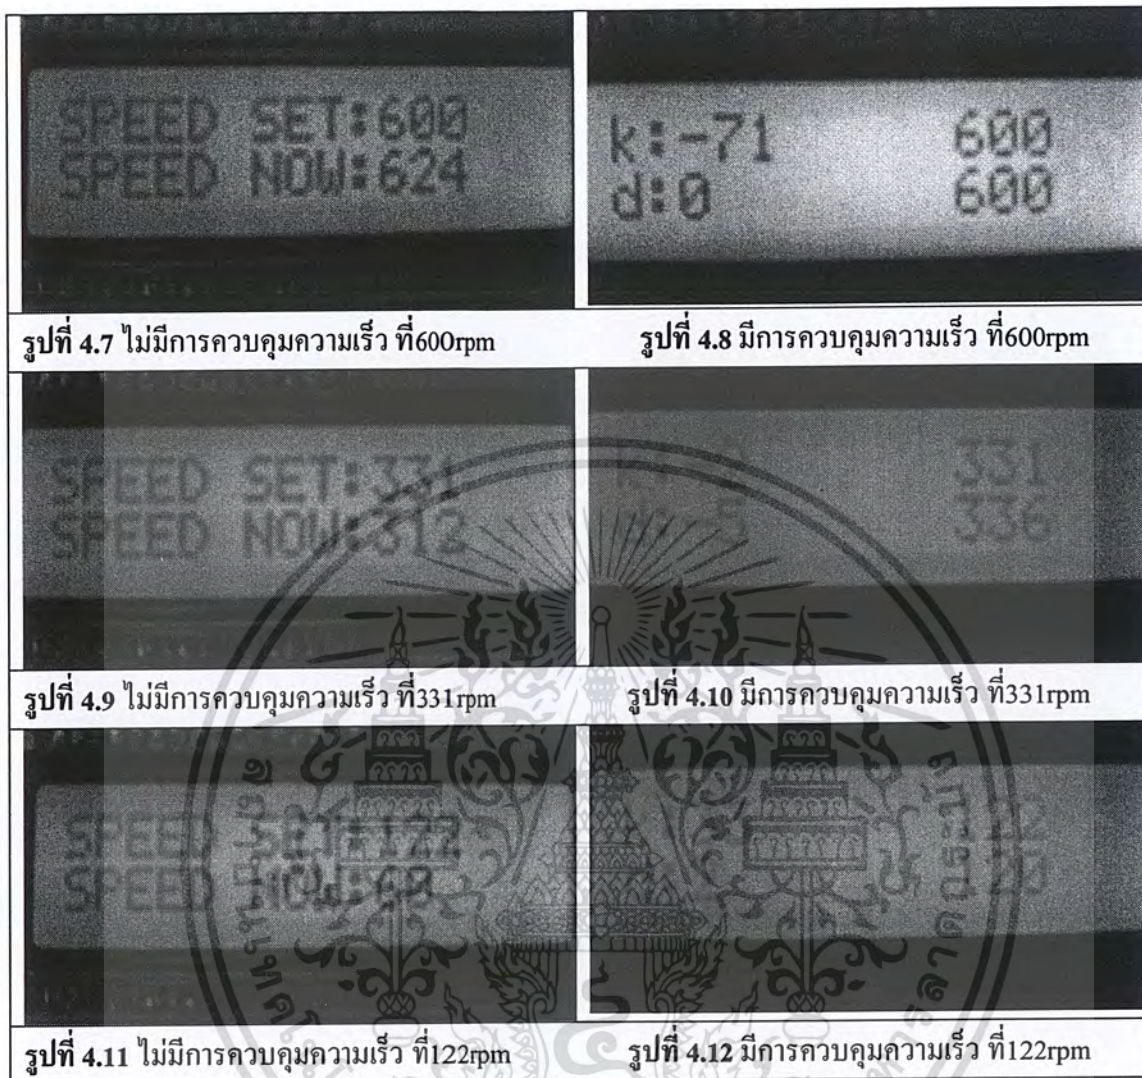 SPEED SET:600
SPEED NOW:624
k:-71 600
d:0 600
รูปที่ 4.7 ไม่มีการควบคุมความเร็ว ที่600rpm
รูปที่ 4.8 มีการควบคุมความเร็ว ที่600rpm
SPEED SET:331
SPEED NOW:312
331
336
รูปที่ 4.9 ไม่มีการควบคุมความเร็ว ที่331rpm
รูปที่ 4.10 มีการควบคุมความเร็ว ที่331rpm
SPEED SET:122
SPEED NOW:
รูปที่ 4.11 ไม่มีการควบคุมความเร็ว ที่122rpm
รูปที่ 4.12 มีการควบคุมความเร็ว ที่122rpm